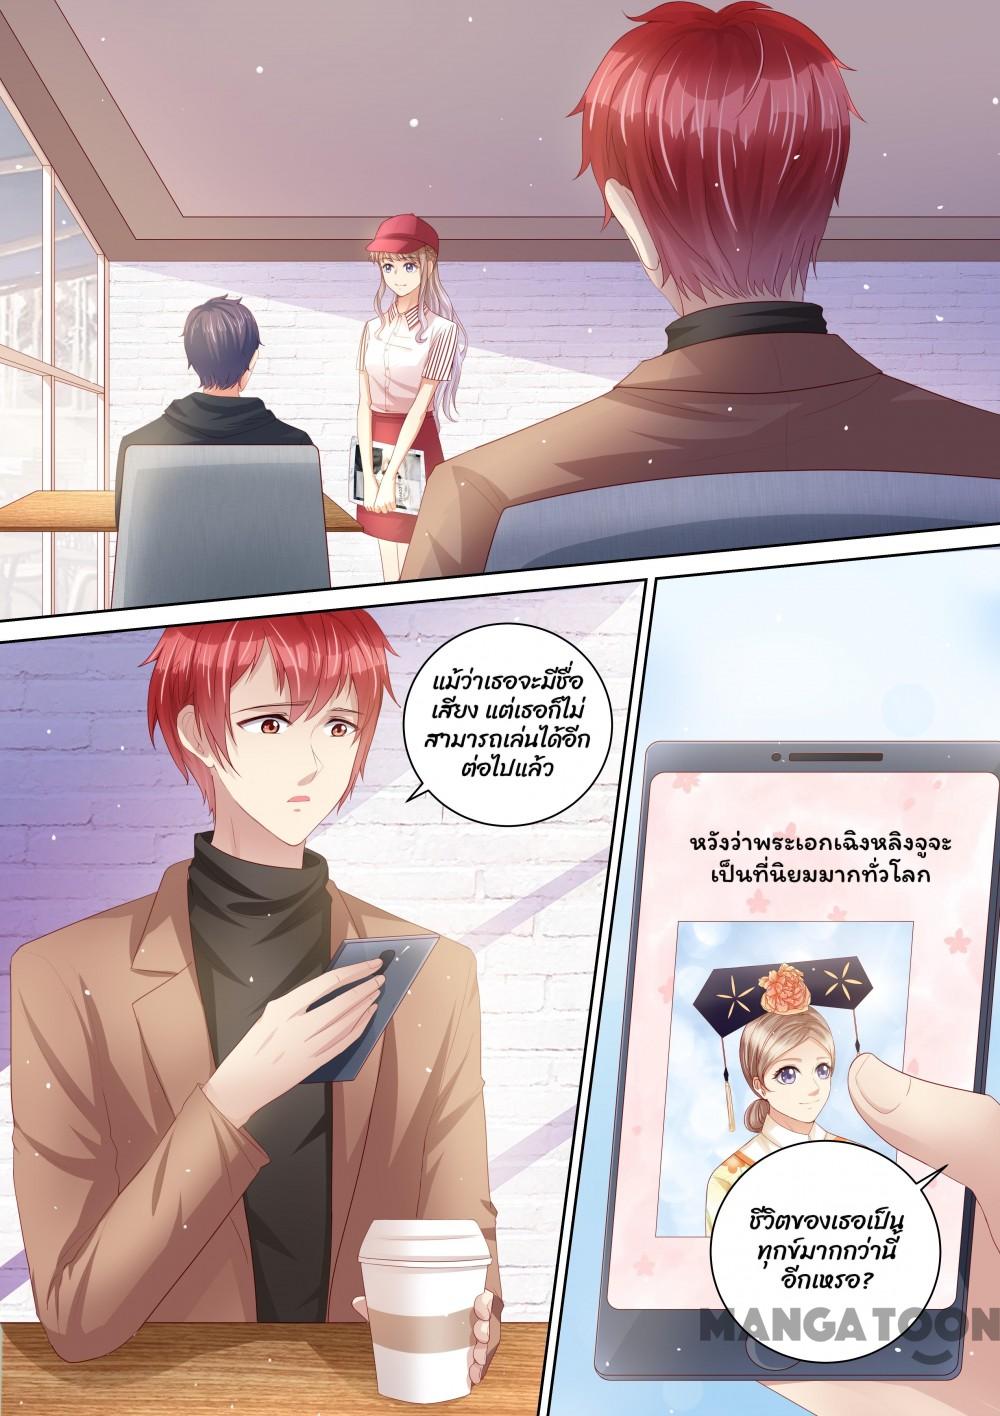 แม้ว่าเธอจะมีชื่อ
เสียง แต่เธอก็ไม่
สามารถเล่นได้อีก
ต่อไปแล้ว
หวังว่าพระเอกเฉิงหลิงจูจะ
เป็นที่นิยมมากทั่วโลก
ชีวิตของเธอเป็น
ทุกข์มากกว่านี้
อีกเหรอ?
MANGATOON